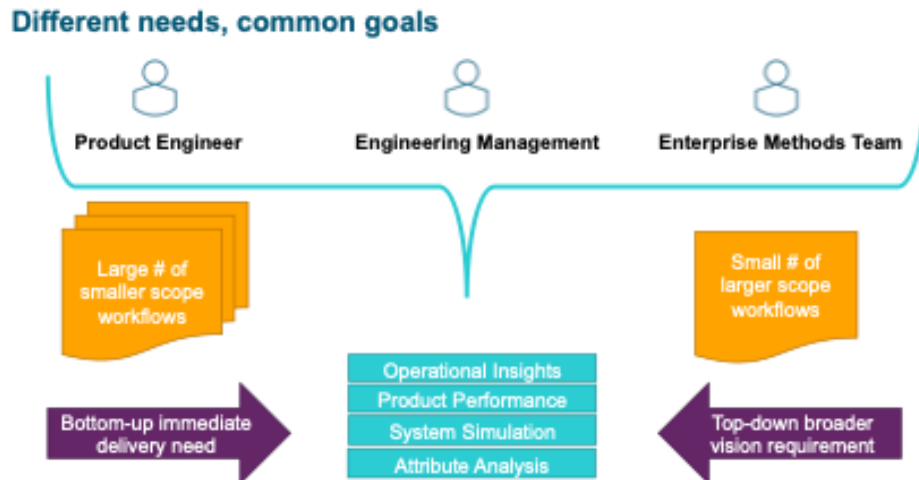 Different needs, common goals
Product Engineer
Engineering Management
Enterprise Methods Team
Large # of
smaller scope
workflows
Small # of
larger scope
workflows
Operational Insights
Product Performance
System Simulation
Attribute Analysis
Bottom-up immediate
delivery need
Top-down broader
vision requirement